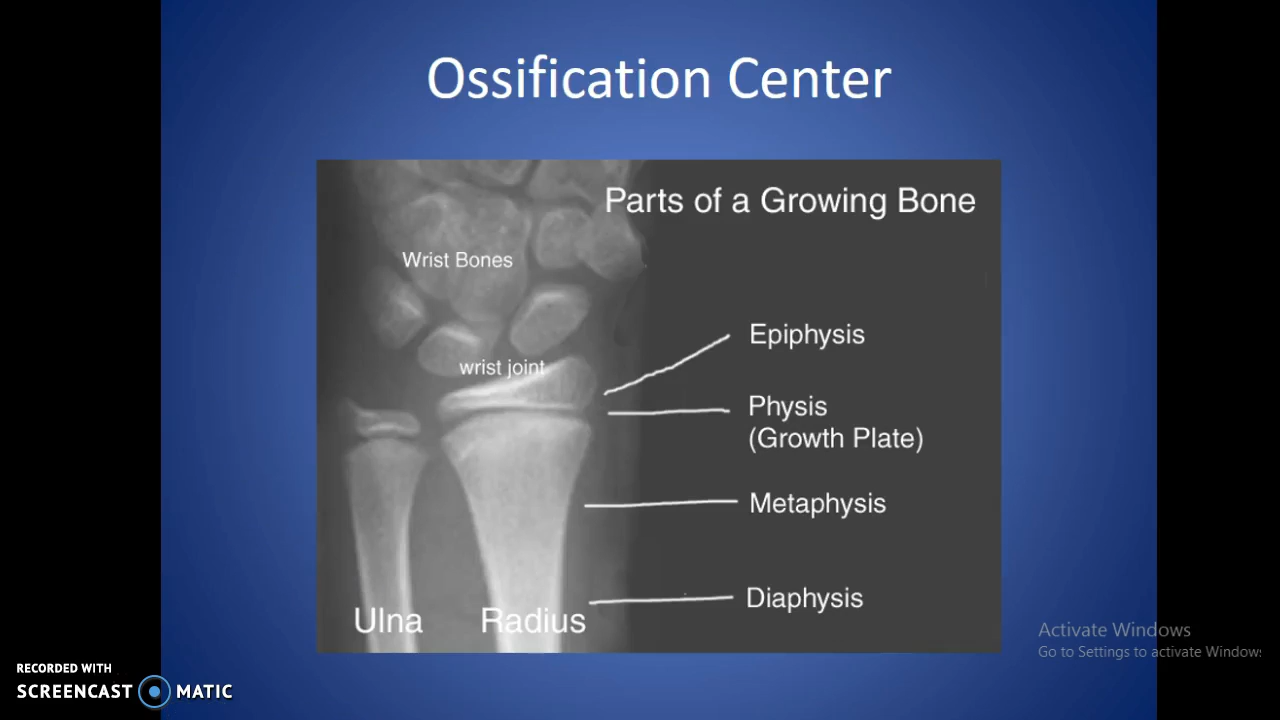 Ossification Center
Parts of a Growing Bone
Wrist Bones
wrist joint
Epiphysis
Physis
(Growth Plate)
Metaphysis
Diaphysis
Ulna
Radius
Activate Windows
Go to Settings to activate Windows
RECORDED WITH
SCREENCAST MATIC